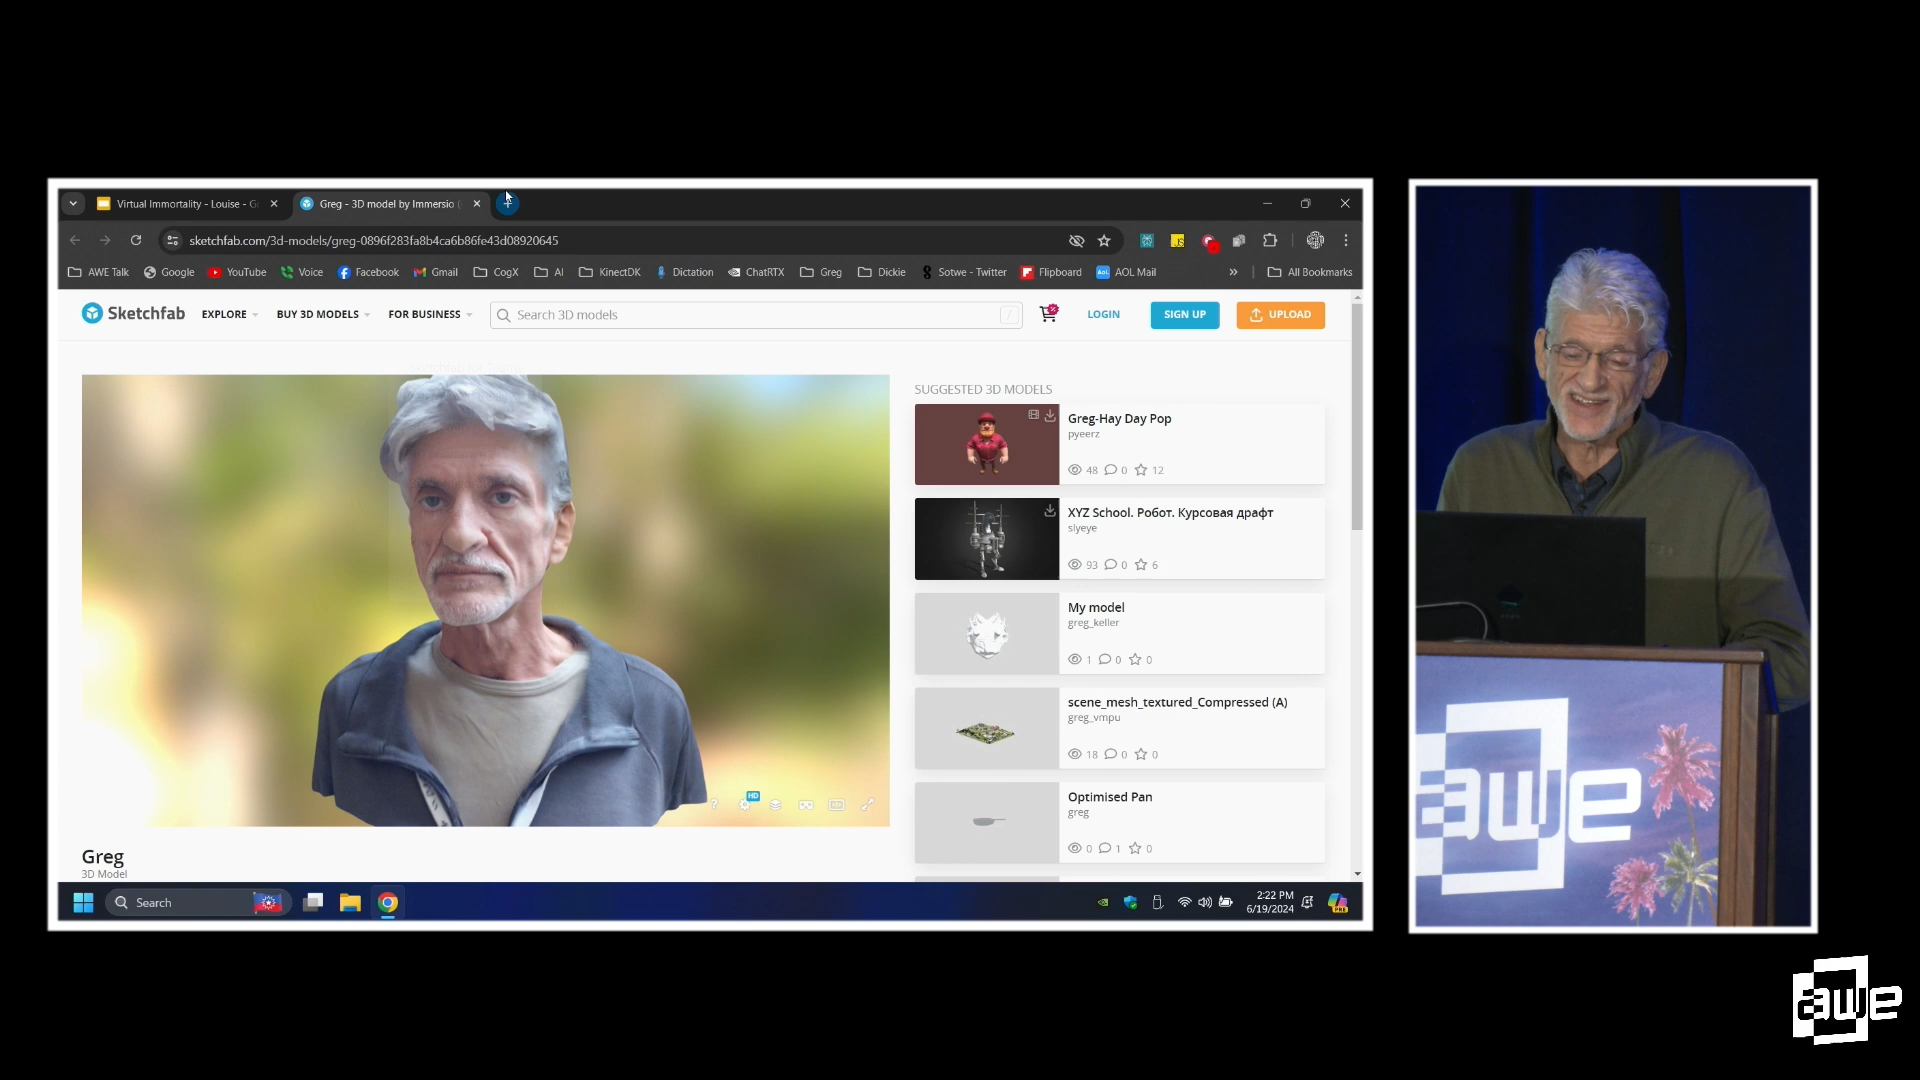 Virtual Immortality - Louise - G
Greg - 3D model by Immersio (
sketchfab.com/3d-models/greg-0896f283fa8b4ca6b86fe43d08920645
AWE Talk Google YouTube Voice Facebook Gmail CogX AI KinectDK Dictation ChatRTX Greg Dickie Sotwe - Twitter Flipboard AOL Mail » All Bookmarks
Sketchfab EXPLORE BUY 3D MODELS FOR BUSINESS Search 3D models / LOGIN SIGN UP UPLOAD
SUGGESTED 3D MODELS
Greg-Hay Day Pop
pyeerz
48 0 12
XYZ School. Робот. Курсовая драфт
slyeye
93 0 6
My model
greg_keller
1 0 0
scene_mesh_textured_Compressed (A)
greg_vmpu
18 0 0
Optimised Pan
greg
0 1 0
? HD
Greg
3D Model
Search
2:22 PM
6/19/2024
awe
awe